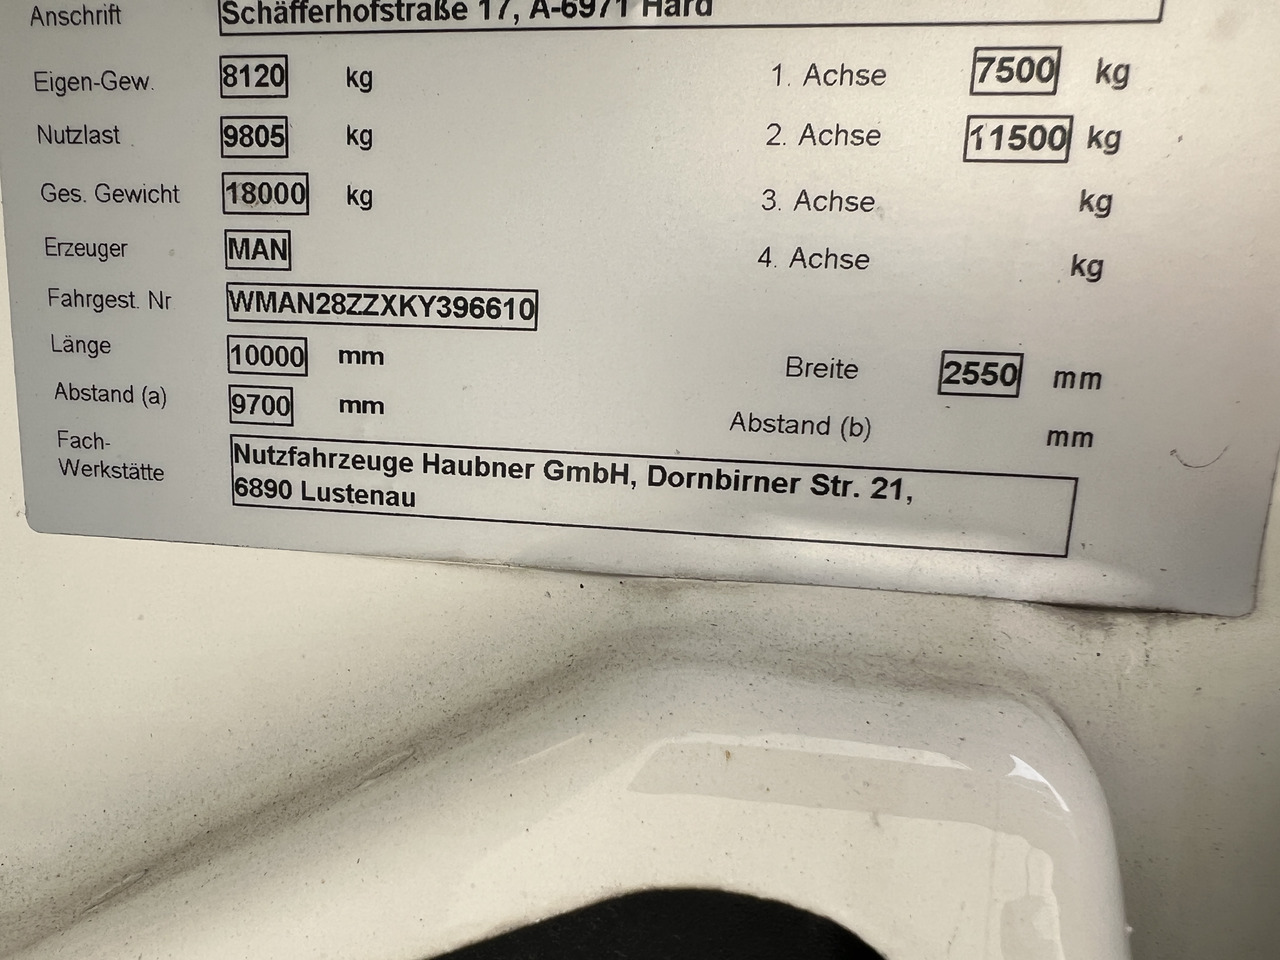 Anschrift Schäfferhofstraße 17, A-6971 Hard
Eigen-Gew. 8120 kg 1. Achse 7500 kg
Nutzlast 9805 kg 2. Achse 11500 kg
Ges. Gewicht 18000 kg 3. Achse kg
Erzeuger MAN 4. Achse kg
Fahrgest. Nr WMAN28ZZXKY396610
Länge 10000 mm Breite 2550 mm
Abstand (a) 9700 mm Abstand (b) mm
Fach-
Werkstätte
Nutzfahrzeuge Haubner GmbH, Dornbirner Str. 21,
6890 Lustenau